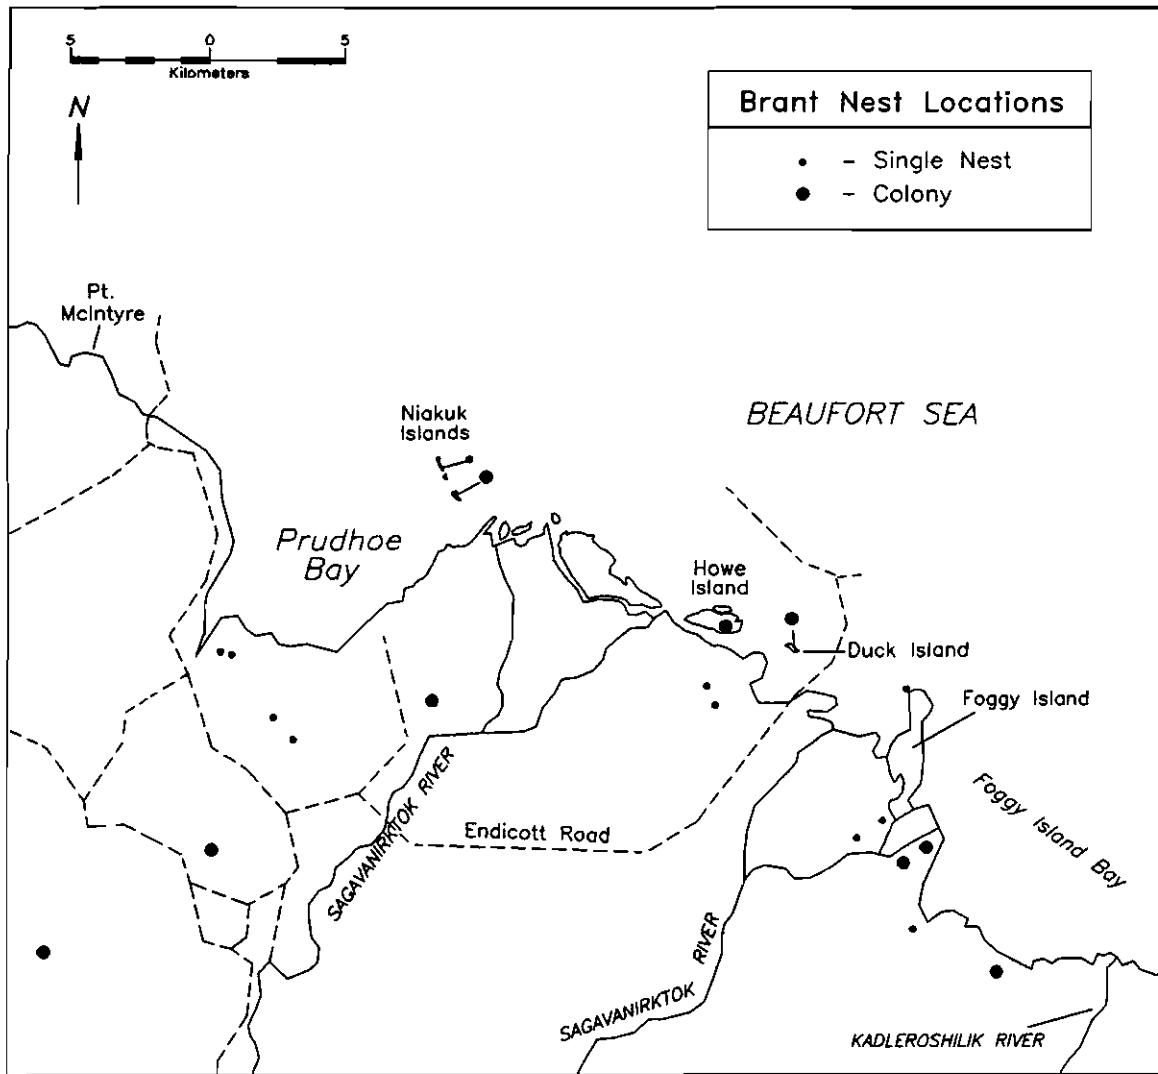 5 0 5
Kilometers
N
Brant Nest Locations
• – Single Nest
● – Colony
Pt.
McIntyre
Niakuk
Islands
BEAUFORT SEA
Prudhoe
Bay
Howe
Island
Duck Island
Foggy Island
Foggy Island Bay
SAGAVANIRKTOK RIVER
Endicott Road
SAGAVANIRKTOK RIVER
KADLEROSHILIK RIVER